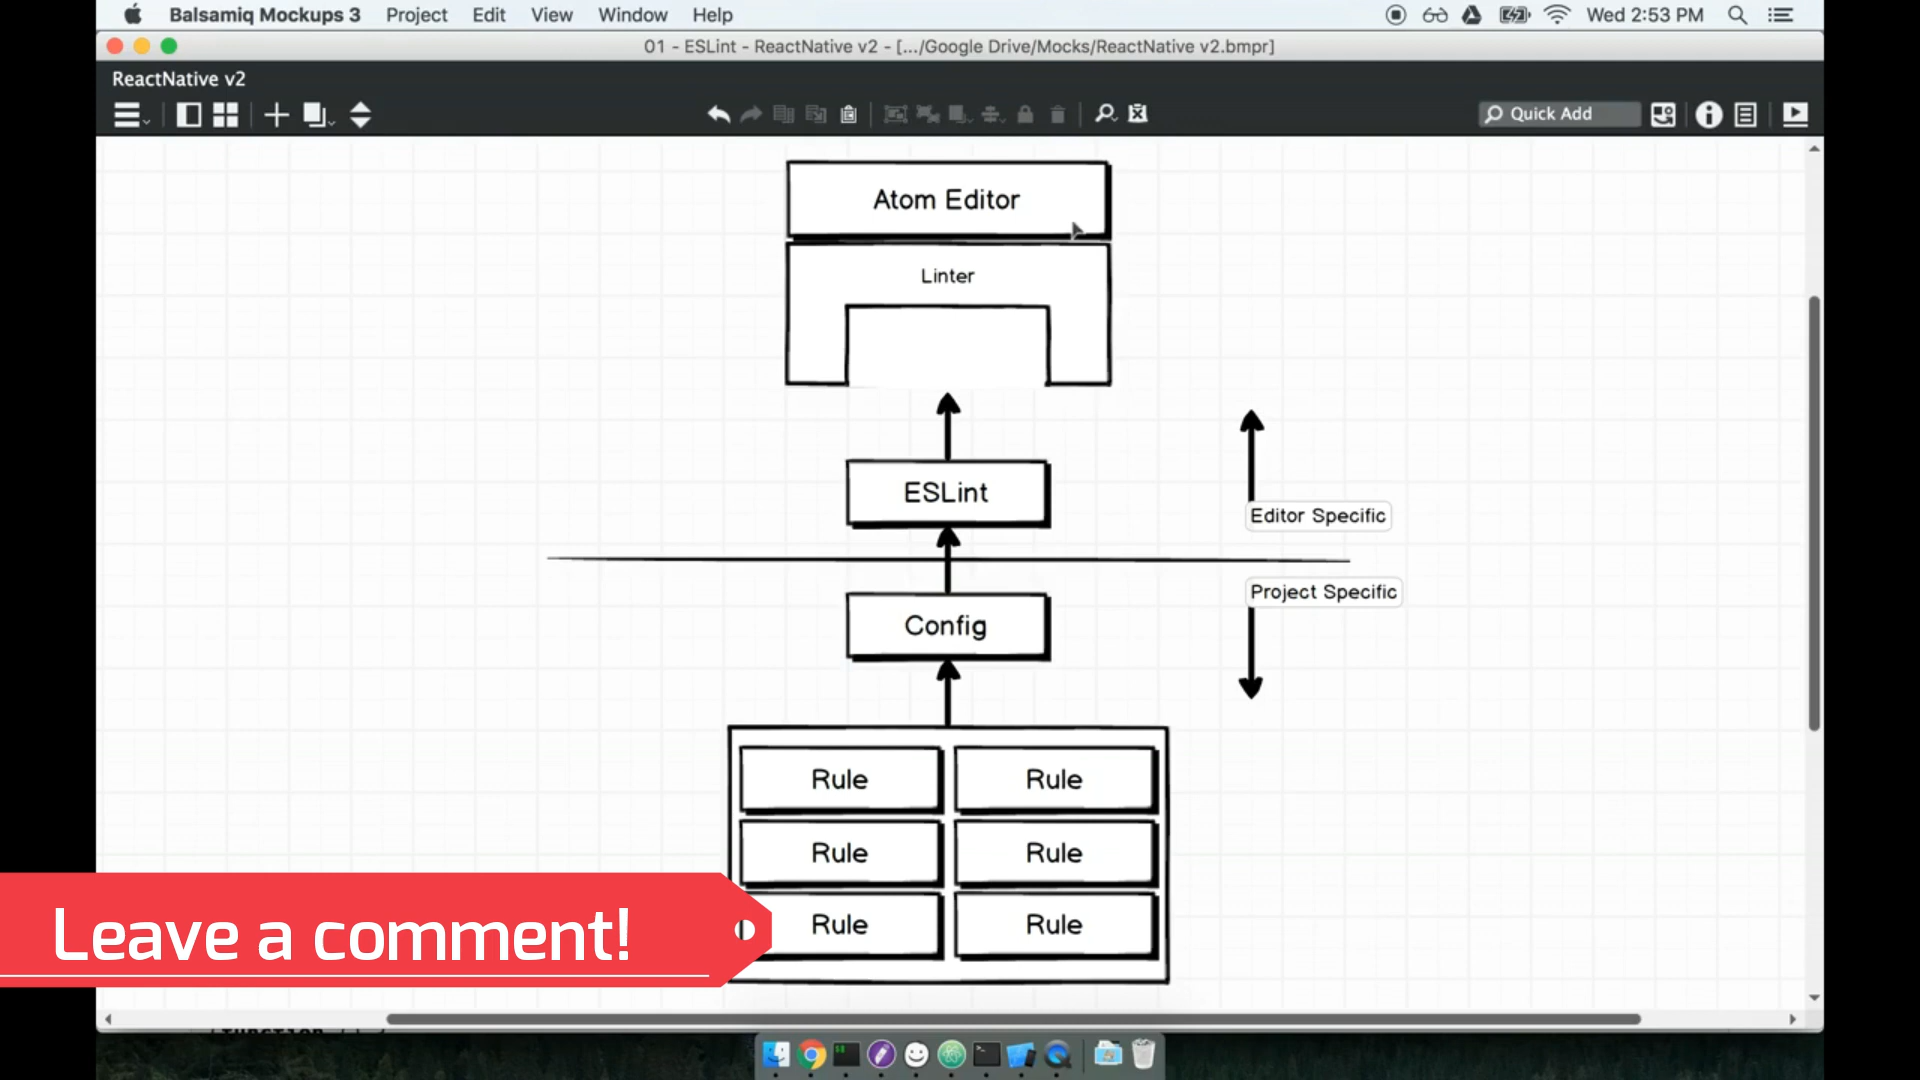 Balsamiq Mockups 3 Project Edit View Window Help Wed 2:53 PM
01 - ESLint - ReactNative v2 - [.../Google Drive/Mocks/ReactNative v2.bmpr]
ReactNative v2
Quick Add
Atom Editor
Linter
ESLint
Editor Specific
Project Specific
Config
Rule Rule
Rule Rule
Rule Rule
Leave a comment!